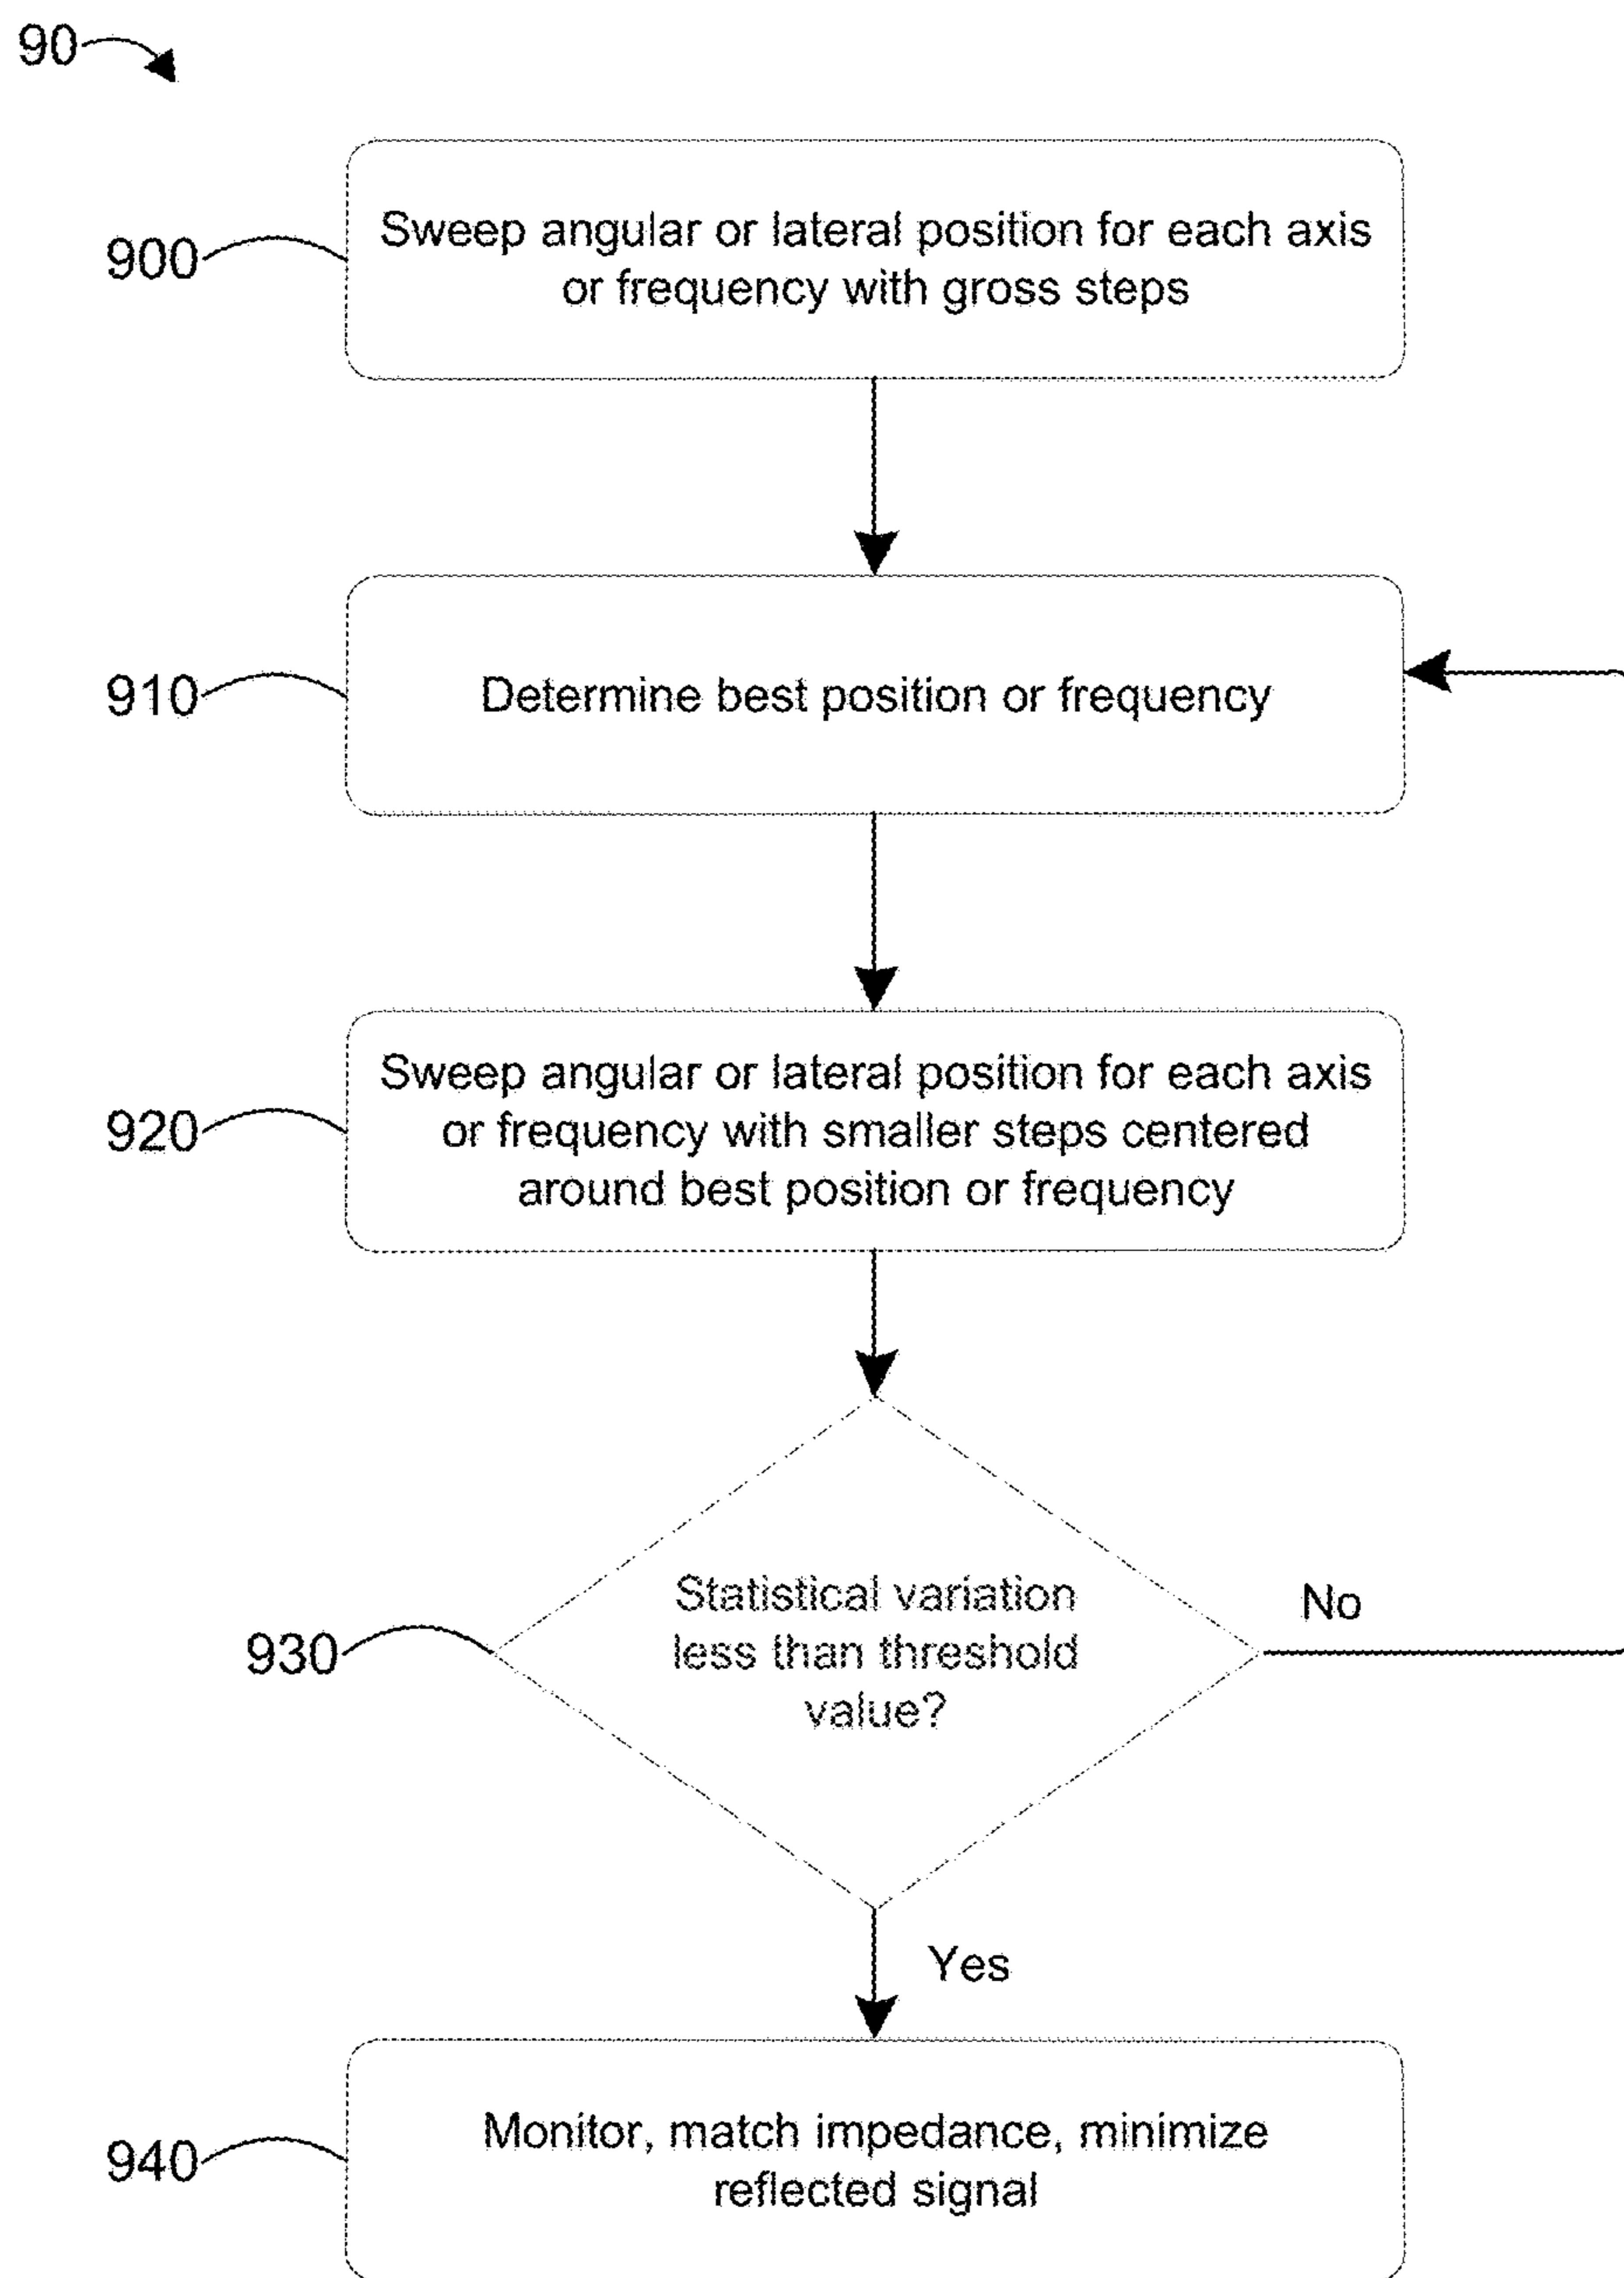 90
900
Sweep angular or lateral position for each axis
or frequency with gross steps
910
Determine best position or frequency
920
Sweep angular or lateral position for each axis
or frequency with smaller steps centered
around best position or frequency
930
Statistical variation
less than threshold
value?
No
Yes
940
Monitor, match impedance, minimize
reflected signal